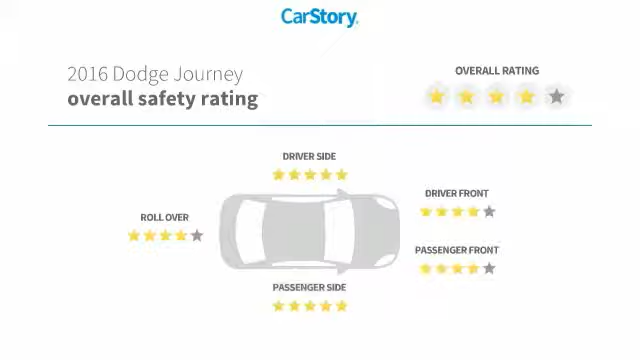 CarStory.
2016 Dodge Journey
overall safety rating
OVERALL RATING
DRIVER SIDE
DRIVER FRONT
ROLL OVER
PASSENGER FRONT
PASSENGER SIDE